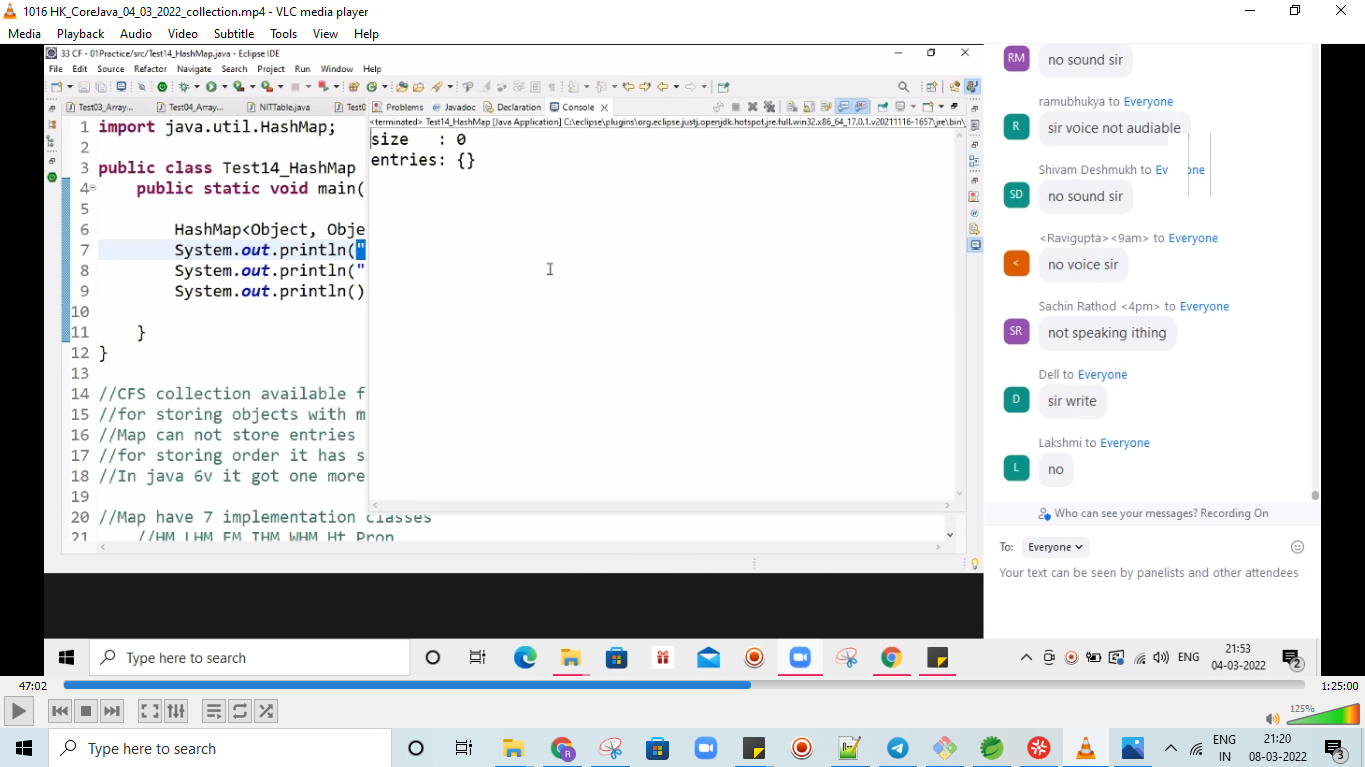 1016 HK_CoreJava_04_03_2022_collection.mp4 - VLC media player
Media Playback Audio Video Subtitle Tools View Help
33 CF - 01Practice/src/Test14_HashMap.java - Eclipse IDE
File Edit Source Refactor Navigate Search Project Run Window Help
Test03_Array... Test04_Array... NITTable.java Test0 Problems Javadoc Declaration Console
<terminated> Test14_HashMap [Java Application] C:\eclipse\plugins\org.eclipse.justj.openjdk.hotspot.jre.full.win32.x86_64_17.0.1.v20211116-1657\jre\bin\
size : 0
entries: {}
1 import java.util.HashMap;
2
3 public class Test14_HashMap
4 public static void main(
5
6 HashMap<Object, Obje
7 System.out.println("
8 System.out.println("
9 System.out.println()
10
11 }
12 }
13
14 //CFS collection available f
15 //for storing objects with m
16 //Map can not store entries
17 //for storing order it has s
18 //In java 6v it got one more
19
20 //Map have 7 implementation classes
21 //HM LHM EM IHM WHM Ht Prop
RM
no sound sir
ramubhukya to Everyone
R
sir voice not audiable
Shivam Deshmukh to Ev one
SD
no sound sir
<Ravigupta><9am> to Everyone
<
no voice sir
Sachin Rathod <4pm> to Everyone
SR
not speaking ithing
Dell to Everyone
D
sir write
Lakshmi to Everyone
L
no
Who can see your messages? Recording On
To: Everyone
Your text can be seen by panelists and other attendees
Type here to search
ENG
21:53
04-03-2022
2
47:02
1:25:00
125%
Type here to search
R
ENG
IN
21:20
08-03-2022
3